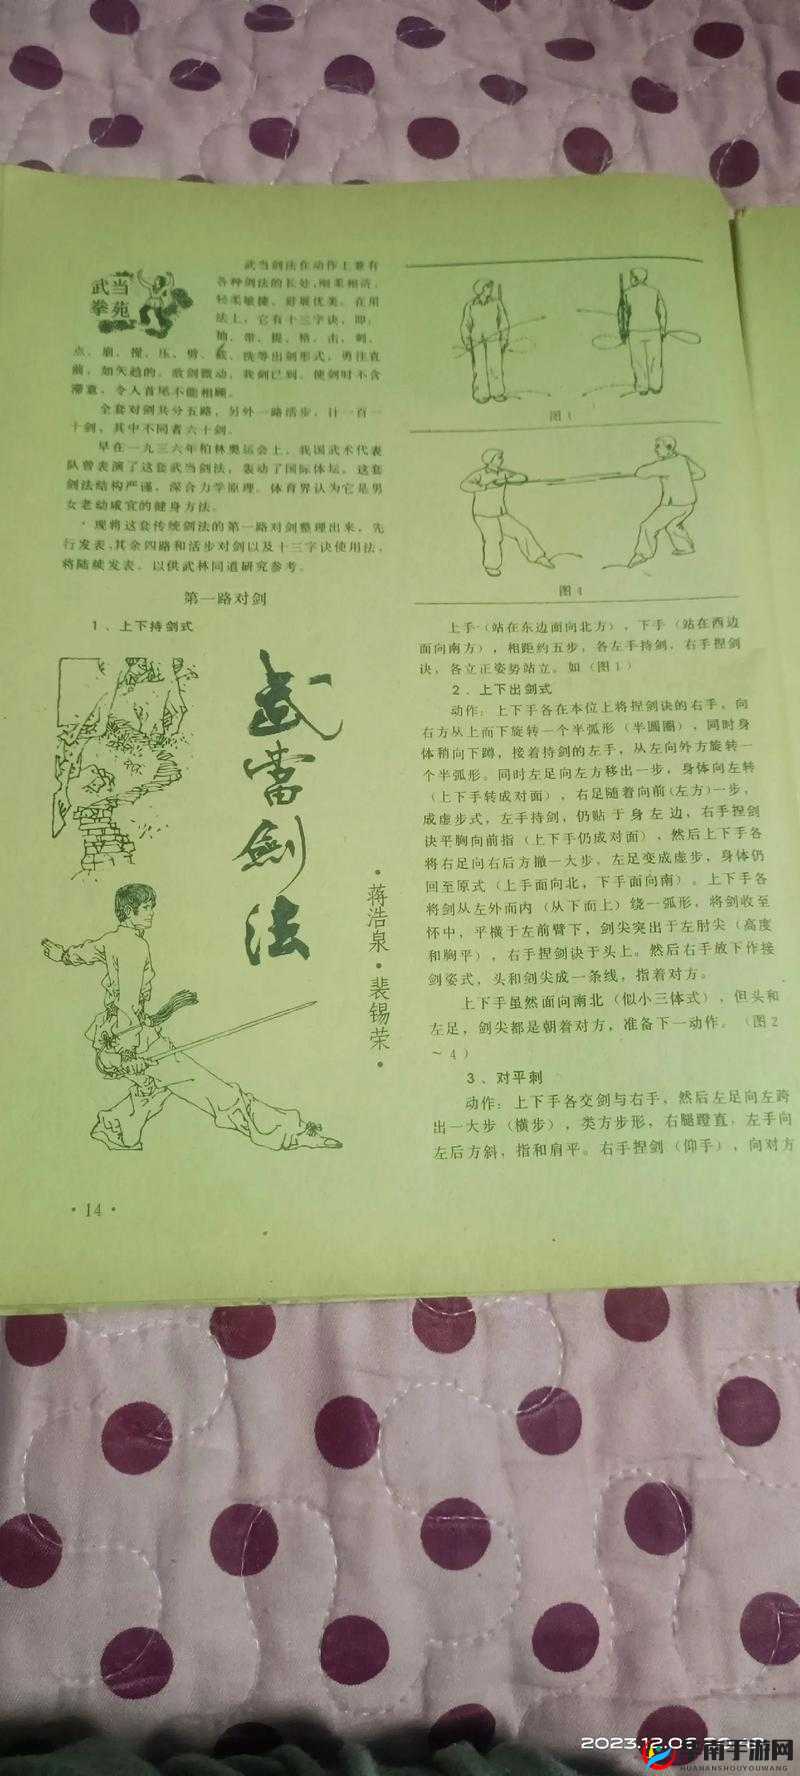 武当
拳苑
武当剑法在动作上兼有
各种剑法的长处，刚柔相济，
轻柔敏捷，舒展优美。在用
法上，它有十三字诀，即：
抽、带、提、格、击、刺、
点、崩、搅、压、劈、截、洗等出剑形式，勇往直
前，如矢赴的。敌剑微动，我剑已到。使剑时不含
滞意，令人首尾不能相顾。
全套对剑共分五路，另外一路活步，计一百一
十剑，其中不同者六十剑。
早在一九三六年柏林奥运会上，我国武术代表
队曾表演了这套武当剑法，轰动了国际体坛。这套
剑法结构严谨，深合力学原理。体育界认为它是男
女老幼咸宜的健身方法。
现将这套传统剑法的第一路对剑整理出来，先
行发表，其余四路和活步对剑以及十三字诀使用法，
将陆续发表，以供武林同道研究参考。
第一路对剑
1．上下持剑式
武当剑法
·蒋浩泉·裴锡荣·
·14·
图1
图4
上手（站在东边面向北方），下手（站在西边
面向南方），相距约五步，各左手持剑，右手捏剑
诀，各立正姿势站立。如（图1）
2．上下出剑式
动作：上下手各在本位上将捏剑诀的右手，向
右方从上而下旋转一个半弧形（半圆圈），同时身
体稍向下蹲，接着持剑的左手，从左向外方旋转一
个半弧形。同时左足向左方移出一步，身体向左转
（上下手转成对面），右足随着向前(左方)一步，
成虚步式，左手持剑，仍贴于身左边，右手捏剑
诀平胸向前指（上下手仍成对面），然后上下手各
将右足向右后方撤一大步，左足变成虚步，身体仍
回至原式（上手面向北，下手面向南）。上下手各
将剑从左外而内（从下而上）绕一弧形，将剑收至
怀中，平横于左前臂下，剑尖突出于左肘尖（高度
和胸平），右手捏剑诀于头上。然后右手放下作接
剑姿式，头和剑尖成一条线，指着对方。
上下手虽然面向南北（似小三体式），但头和
左足，剑尖都是朝着对方，准备下一动作。（图2
～4）
3．对平刺
动作：上下手各交剑与右手，然后左足向左跨
出一大步（横步），类方步形，右腿蹬直，左手向
左后方斜，指和肩平。右手捏剑（仰手），向对方
手游网
HUANANSHOUYOUWANG